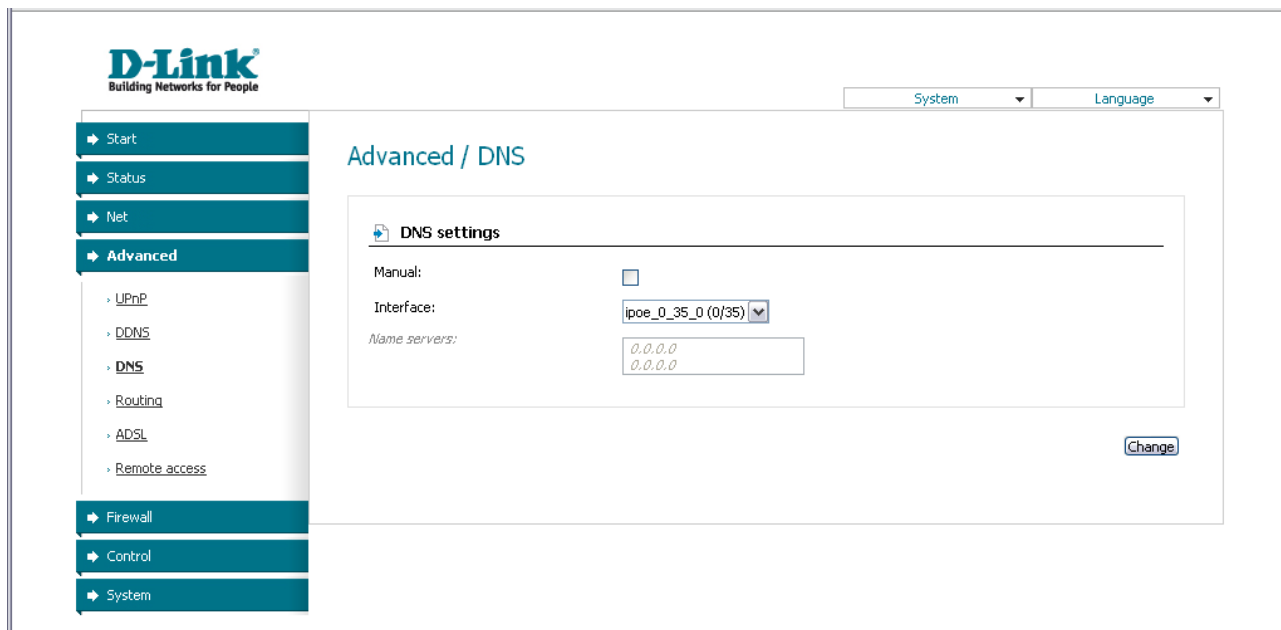 D-Link®
Building Networks for People
System
Language
Start
Status
Net
Advanced
UPnP
DDNS
DNS
Routing
ADSL
Remote access
Firewall
Control
System
Advanced / DNS
DNS settings
Manual:
Interface:
ipoe_0_35_0 (0/35)
Name servers:
0.0.0.0
0.0.0.0
Change